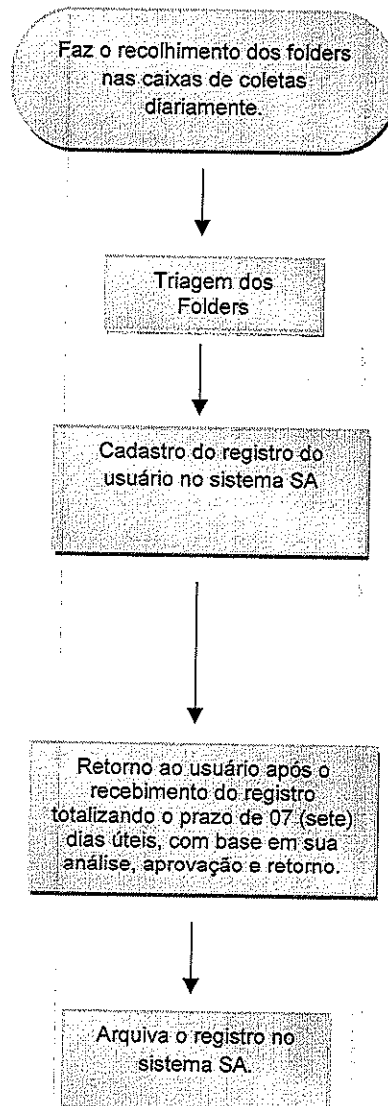 Faz o recolhimento dos folders
nas caixas de coletas
diariamente.
Triagem dos
Folders
Cadastro do registro do
usuário no sistema SA
Retorno ao usuário após o
recebimento do registro
totalizando o prazo de 07 (sete)
dias úteis, com base em sua
análise, aprovação e retorno.
Arquiva o registro no
sistema SA.